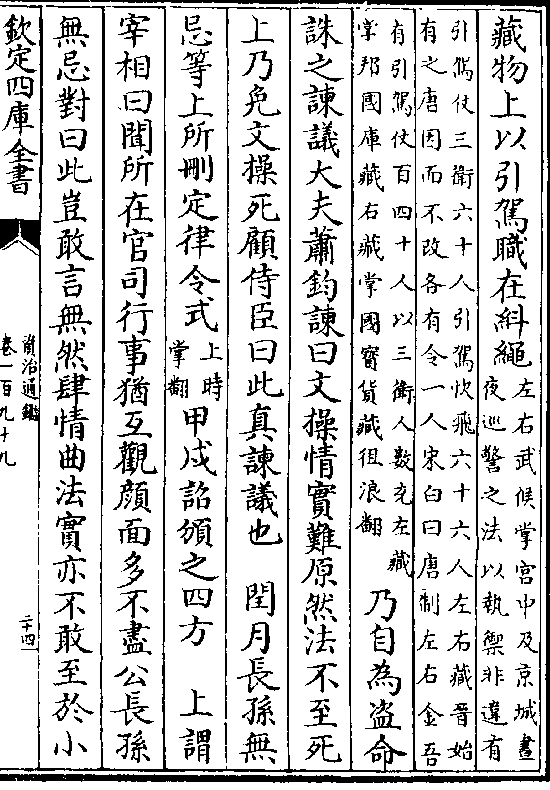 藏物上以引駕職在糾繩左右武候掌宫中及京城晝夜巡警之法以執禦非違有
引駕仗三衛六十人引駕佽飛六十六人左右藏晉始有之唐因而不改各有令一人宋白曰唐制左右金吾
有引駕仗百四十人以三衛人數充左藏掌邦國庫藏右藏掌國寶貨藏徂浪翻乃自為盗命
誅之諫議大夫蕭鈞諫曰文操情實難原然法不至死
上乃免文操死顧侍臣曰此真諫議也 閏月長孫無
忌等上所刪定律令式上時掌翻甲戌詔頒之四方 上謂
宰相曰聞所在官司行事猶互觀顔面多不盡公長孫
無忌對曰此豈敢言無然肆情曲法實亦不敢至於小
欽定四庫全書
資治通鑑
卷一百九十九
二十四